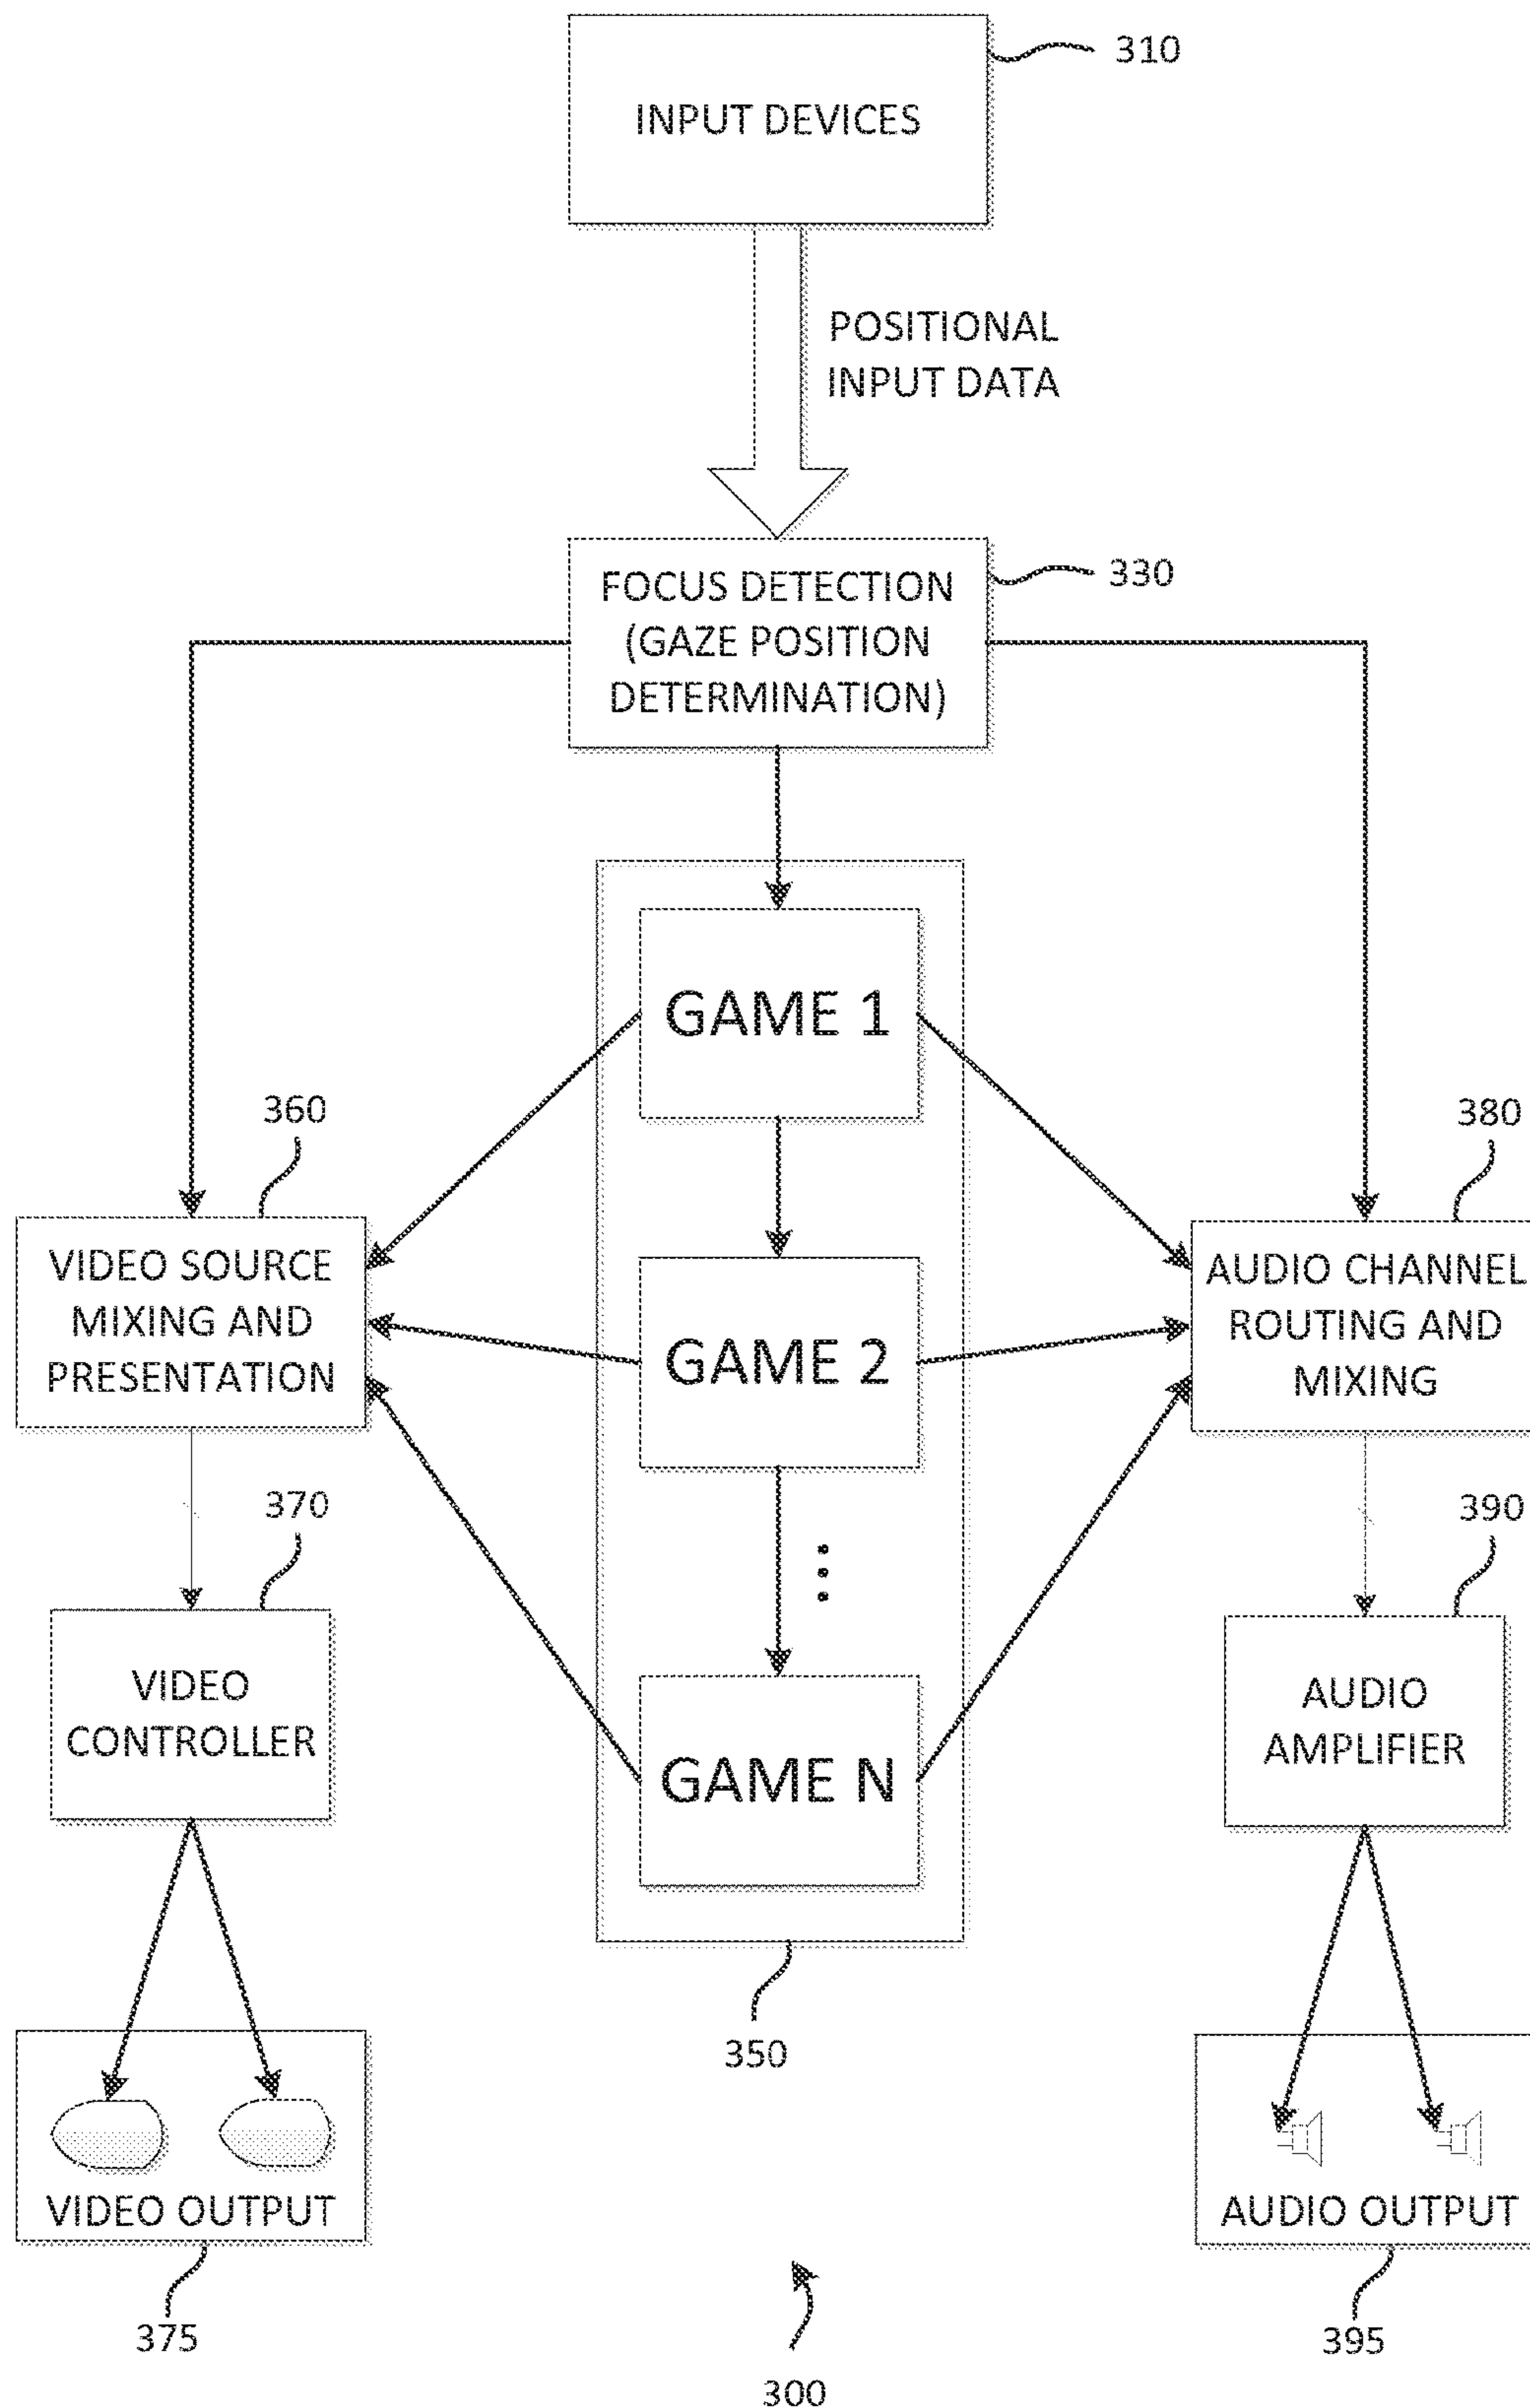 310
INPUT DEVICES
POSITIONAL
INPUT DATA
330
FOCUS DETECTION
(GAZE POSITION
DETERMINATION)
GAME 1
360
380
VIDEO SOURCE
MIXING AND
PRESENTATION
GAME 2
AUDIO CHANNEL
ROUTING AND
MIXING
370
390
VIDEO
CONTROLLER
GAME N
AUDIO
AMPLIFIER
350
VIDEO OUTPUT
AUDIO OUTPUT
375
395
300